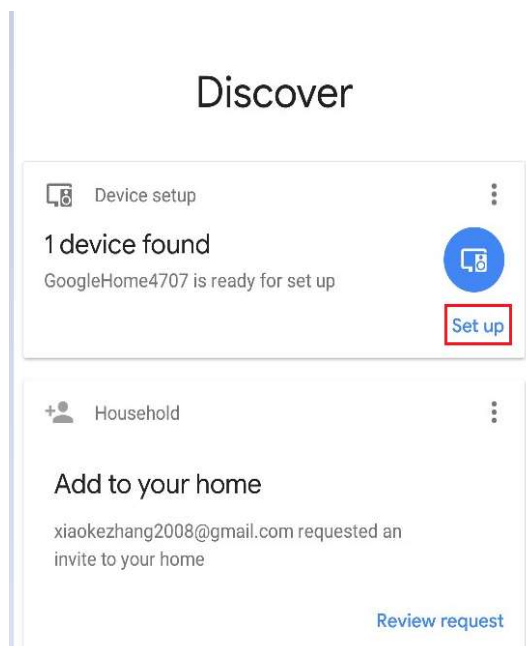 Discover
Device setup
1 device found
GoogleHome4707 is ready for set up
Set up
Household
Add to your home
xiaokezhang2008@gmail.com requested an
invite to your home
Review request